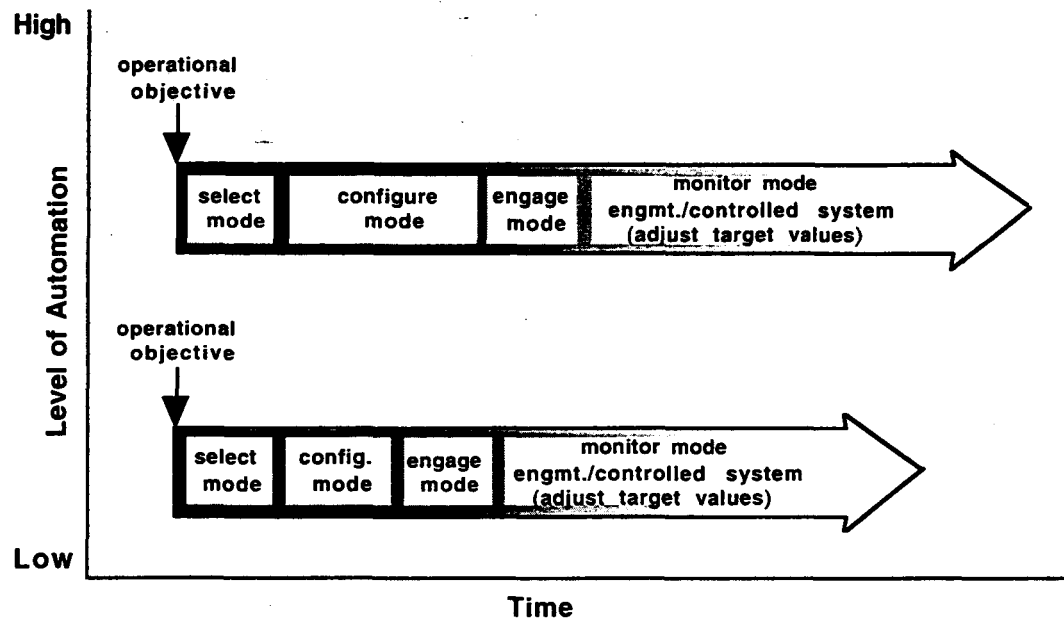 High
operational
objective
select
mode
configure
mode
engage
mode
monitor mode
engmt./controlled system
(adjust target values)
Level of Automation
operational
objective
select
mode
config.
mode
engage
mode
monitor mode
engmt./controlled system
(adjust target values)
Low
Time